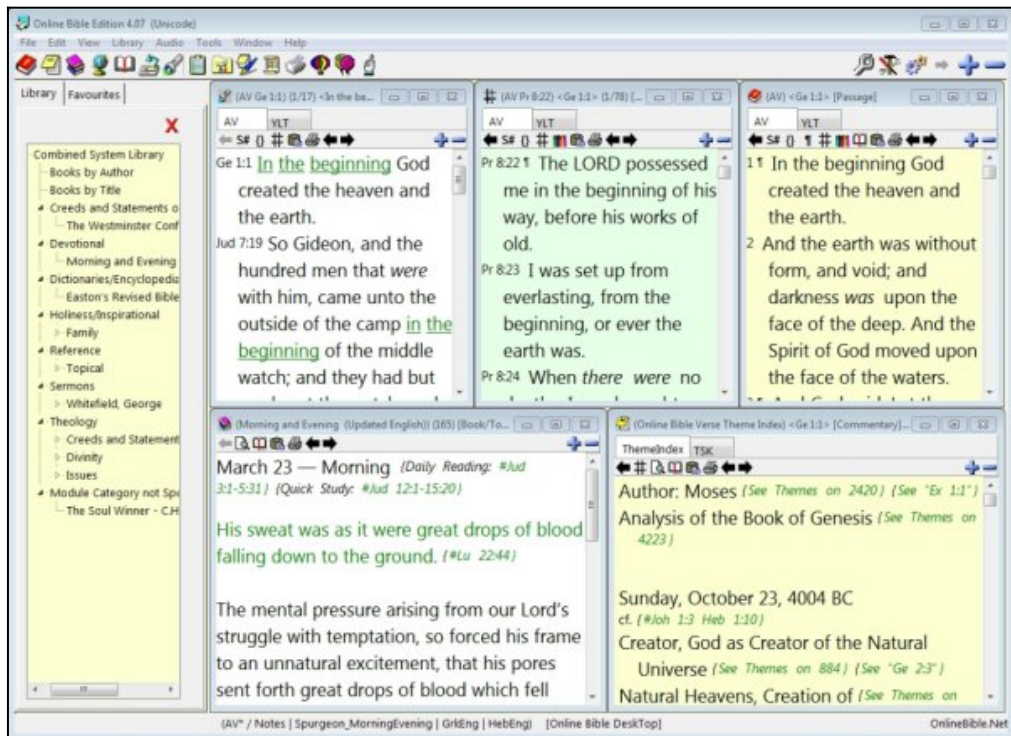 Online Bible Edition 4.07 (Unicode)
File Edit View Library Audio Tools Window Help
Library Favourites
X
Combined System Library
Books by Author
Books by Title
Creeds and Statements o
The Westminster Conf
Devotional
Morning and Evening
Dictionaries/Encyclopedia
Easton's Revised Bible
Holiness/Inspirational
Family
Reference
Topical
Sermons
Whitefield, George
Theology
Creeds and Statement
Divinity
Issues
Module Category not Spe
The Soul Winner - C.H
(AV Ge 1:1) (1/17) <In the be...
AV YLT
S# {}
Ge 1:1 In the beginning God
created the heaven and
the earth.
Jud 7:19 So Gideon, and the
hundred men that were
with him, came unto the
outside of the camp in the
beginning of the middle
watch; and they had but
(AV Pr 8:22) <Ge 1:1> (1/78) [...
AV YLT
S# {}
Pr 8:22 ¶ The LORD possessed
me in the beginning of his
way, before his works of
old.
Pr 8:23 I was set up from
everlasting, from the
beginning, or ever the
earth was.
Pr 8:24 When there were no
(AV) <Ge 1:1> [Passage]
AV YLT
S# {} ¶
1 ¶ In the beginning God
created the heaven and
the earth.
2 And the earth was without
form, and void; and
darkness was upon the
face of the deep. And the
Spirit of God moved upon
the face of the waters.
(Morning and Evening (Updated English)) (165) [Book/To...
March 23 — Morning (Daily Reading: #Jud
3:1-5:31) (Quick Study: #Jud 12:1-15:20)
His sweat was as it were great drops of blood
falling down to the ground. (#Lu 22:44)
The mental pressure arising from our Lord's
struggle with temptation, so forced his frame
to an unnatural excitement, that his pores
sent forth great drops of blood which fell
(Online Bible Verse Theme Index) <Ge 1:1> [Commentary]...
ThemeIndex TSK
Author: Moses (See Themes on 2420) (See "Ex 1:1")
Analysis of the Book of Genesis (See Themes on
4223)
Sunday, October 23, 4004 BC
cf. (#Joh 1:3 Heb 1:10)
Creator, God as Creator of the Natural
Universe (See Themes on 884) (See "Ge 2:3")
Natural Heavens, Creation of (See Themes on
(AV* / Notes | Spurgeon_MorningEvening | GrkEng | HebEng) [Online Bible DeskTop] OnlineBible.Net